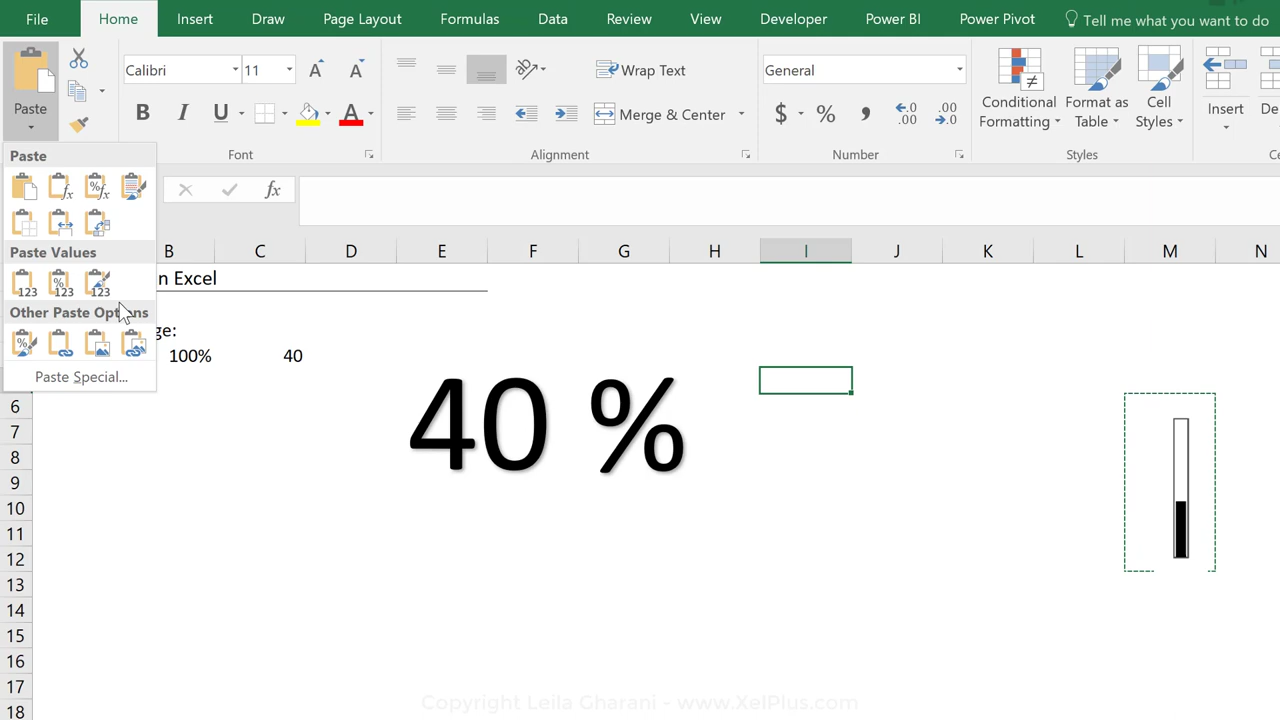 File Home Insert Draw Page Layout Formulas Data Review View Developer Power BI Power Pivot Tell me what you want to do
Calibri 11 Wrap Text General
Paste B I U A Merge & Center $ % Conditional Formatting Format as Table Cell Styles Insert
Font Alignment Number Styles
Paste
fx
B C D E F G H I J K L M N
Paste Values
n Excel
Other Paste Options
ge:
100% 40
Paste Special...
40 %
6
7
8
9
10
11
12
13
14
15
16
17
18
Copyright Leila Gharani - www.XelPlus.com